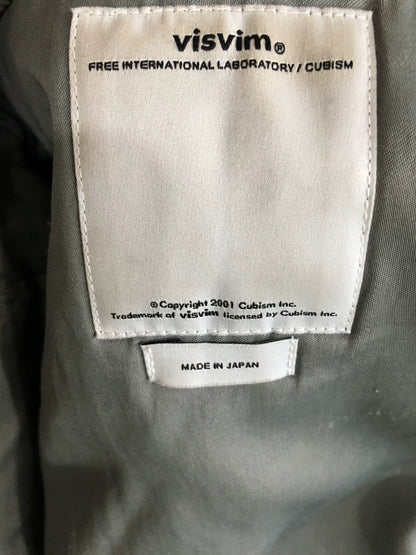 visvim®
FREE INTERNATIONAL LABORATORY / CUBISM
© Copyright 2001 Cubism Inc.
Trademark of visvim licensed by Cubism Inc.
MADE IN JAPAN